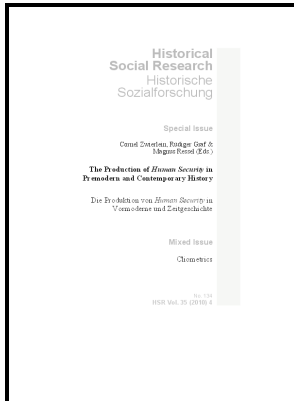 Historical
Social Research
Historische
Sozialforschung
Special Issue
Cornel Zwierlein, Rüdiger Graf &
Magnus Ressel (Eds.)
The Production of Human Security in
Premodern and Contemporary History
Die Produktion von Human Security in
Vormoderne und Zeitgeschichte
Mixed Issue
Cliometrics
No. 134
HSR Vol. 35 (2010) 4